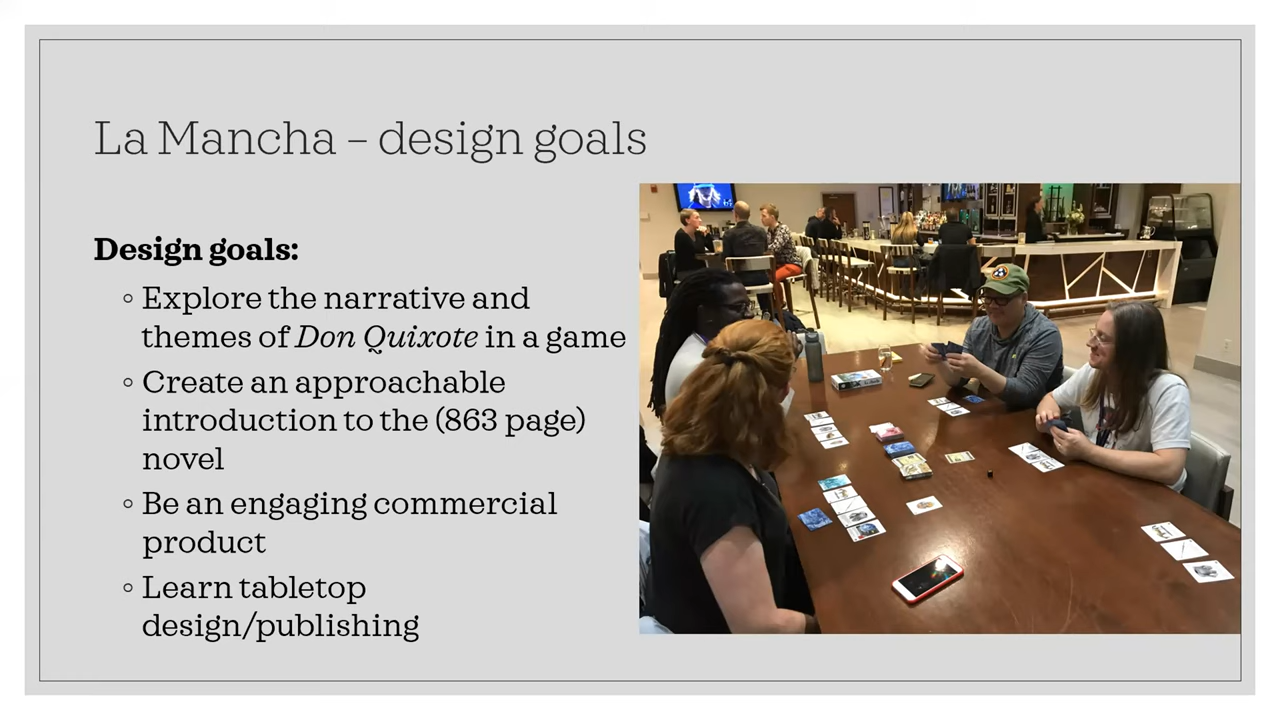 La Mancha – design goals
Design goals:
◦ Explore the narrative and
themes of Don Quixote in a game
◦ Create an approachable
introduction to the (863 page)
novel
◦ Be an engaging commercial
product
◦ Learn tabletop
design/publishing